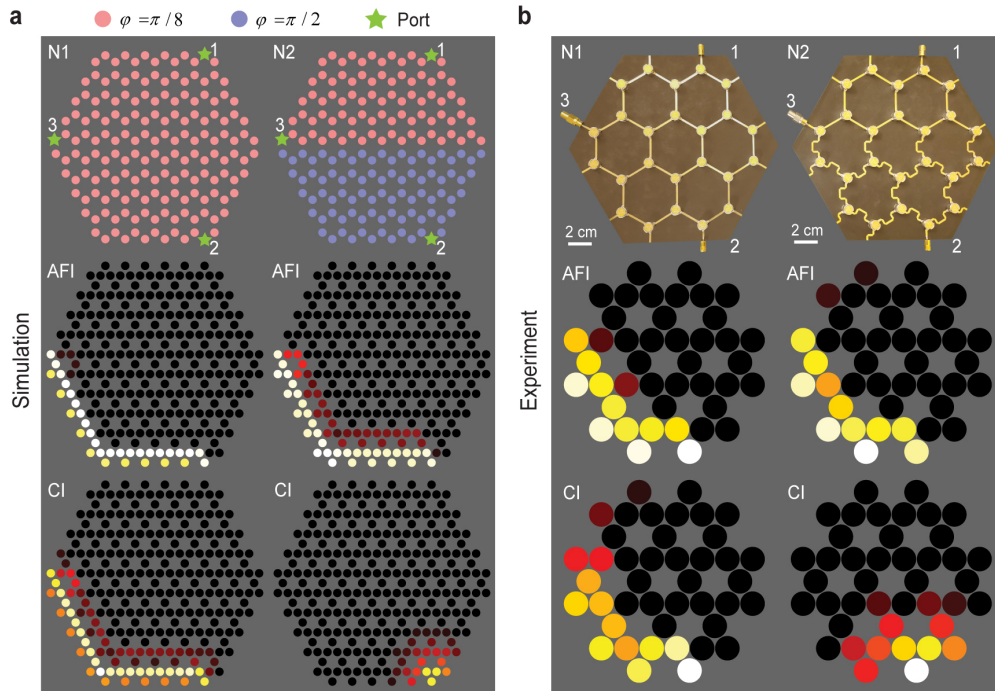 a
φ = π / 8
φ = π / 2
Port
b
N1
1
3
2
N2
1
3
2
N1
1
3
2
2 cm
N2
1
3
2
2 cm
Simulation
AFI
AFI
CI
CI
Experiment
AFI
AFI
CI
CI